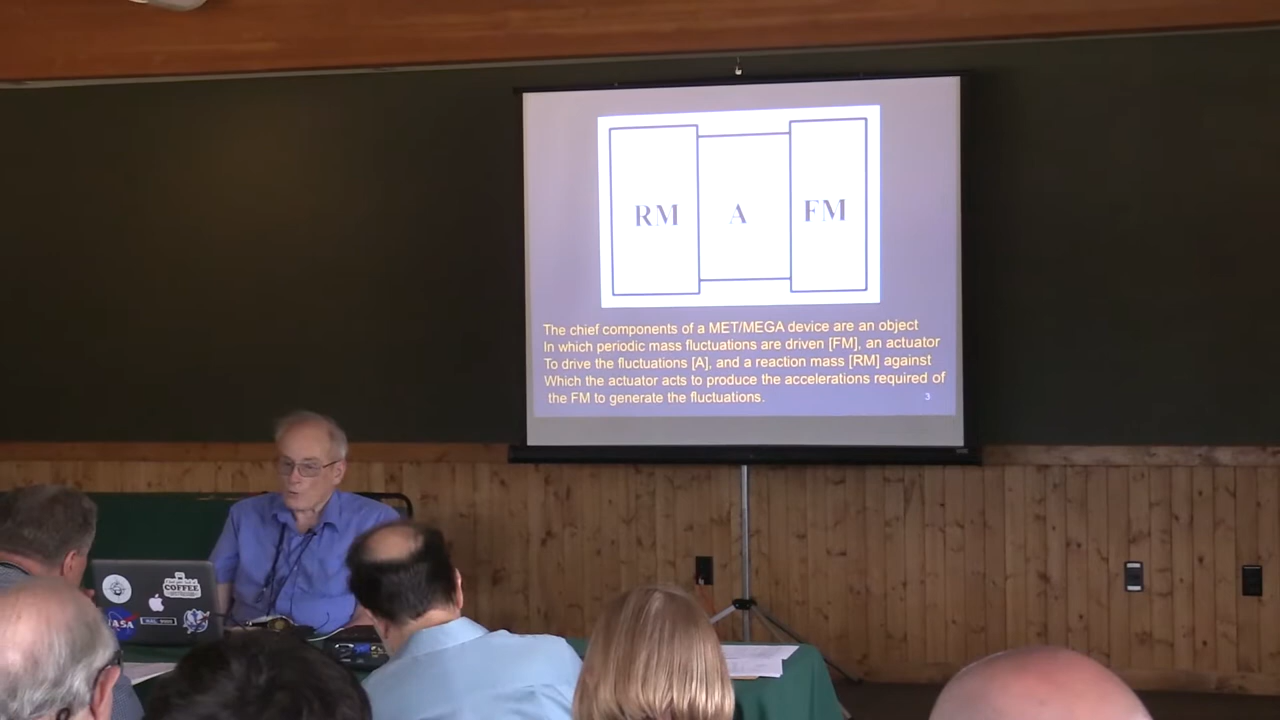 RM A FM
The chief components of a MET/MEGA device are an object
In which periodic mass fluctuations are driven [FM], an actuator
To drive the fluctuations [A], and a reaction mass [RM] against
Which the actuator acts to produce the accelerations required of
the FM to generate the fluctuations.
3
COFFEE
NASA